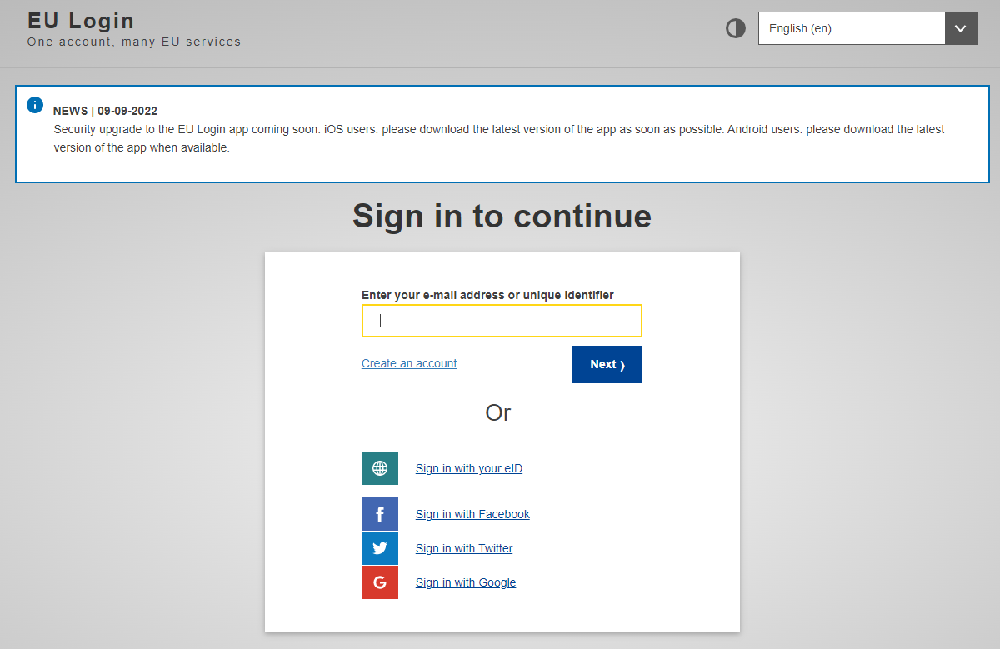 EU Login
One account, many EU services
English (en)
NEWS | 09-09-2022
Security upgrade to the EU Login app coming soon: iOS users: please download the latest version of the app as soon as possible. Android users: please download the latest
version of the app when available.
Sign in to continue
Enter your e-mail address or unique identifier
Create an account
Next ❭
Or
Sign in with your eID
Sign in with Facebook
Sign in with Twitter
Sign in with Google